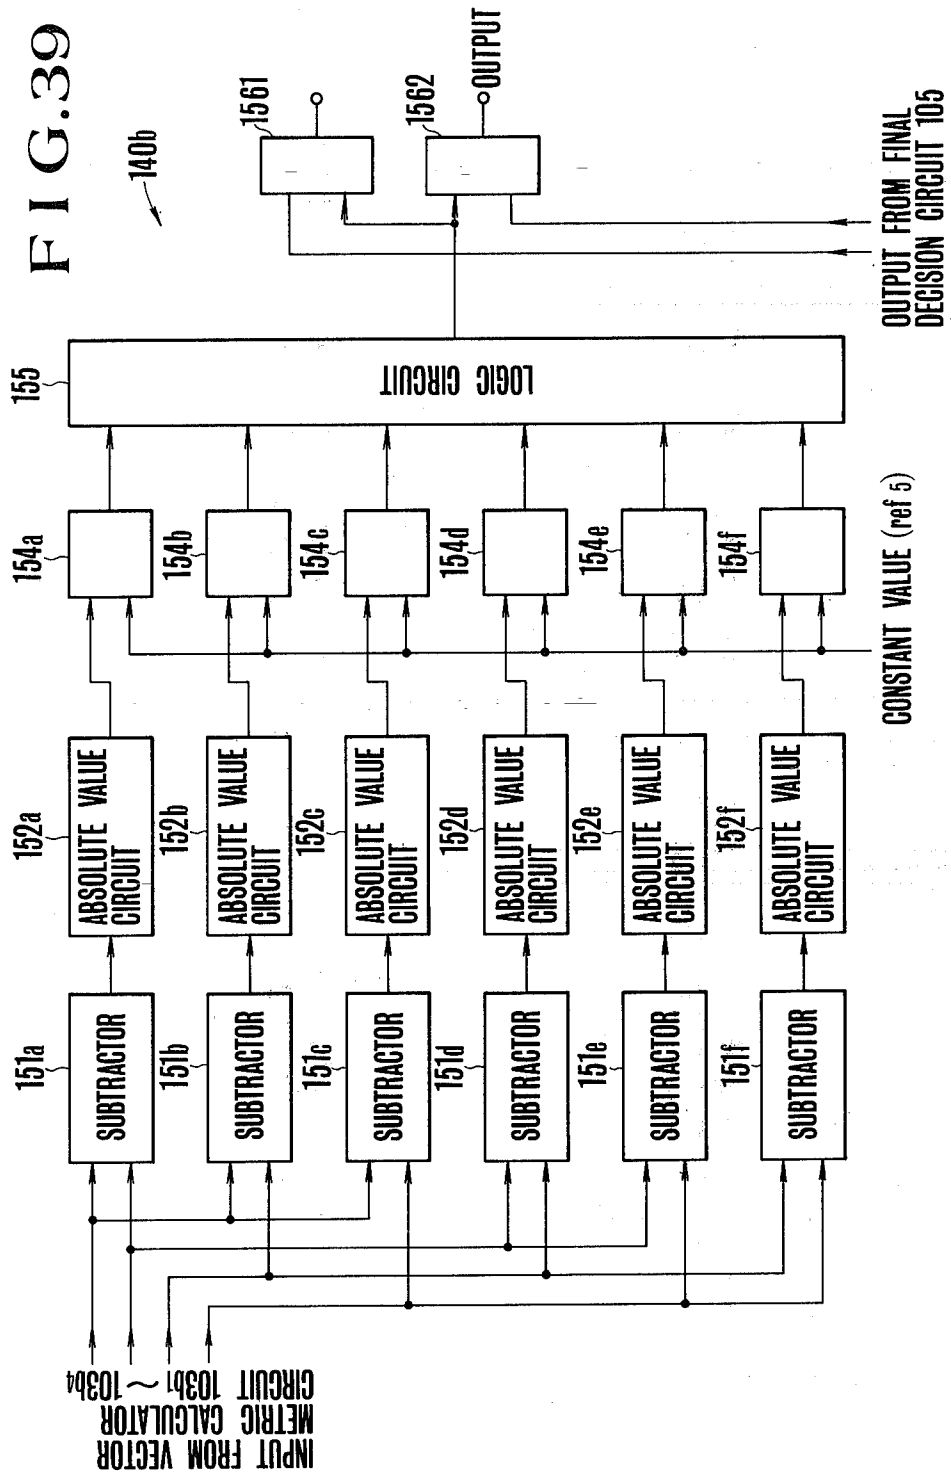 FIG.39
140b
1561
1562
OUTPUT
OUTPUT FROM FINAL
DECISION CIRCUIT 105
155
LOGIC CIRCUIT
154a
154b
154c
154d
154e
154f
CONSTANT VALUE (ref 5)
152a
ABSOLUTE VALUE
CIRCUIT
152b
ABSOLUTE VALUE
CIRCUIT
152c
ABSOLUTE VALUE
CIRCUIT
152d
ABSOLUTE VALUE
CIRCUIT
152e
ABSOLUTE VALUE
CIRCUIT
152f
ABSOLUTE VALUE
CIRCUIT
151a
SUBTRACTOR
151b
SUBTRACTOR
151c
SUBTRACTOR
151d
SUBTRACTOR
151e
SUBTRACTOR
151f
SUBTRACTOR
INPUT FROM VECTOR
METRIC CALCULATOR
CIRCUIT 103b1~103b4